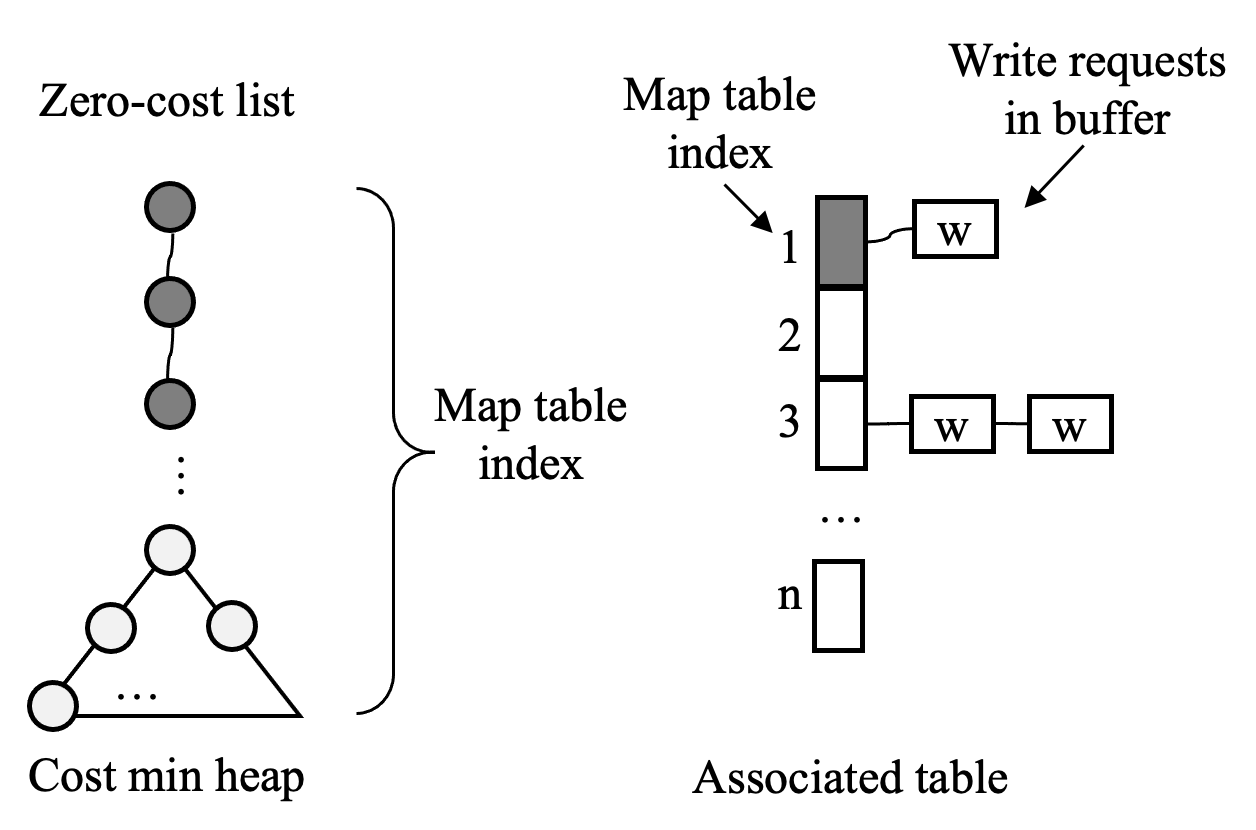 Zero-cost list
Map table
index
Cost min heap
Map table
index
Write requests
in buffer
1
w
2
3
w
w
...
n
Associated table